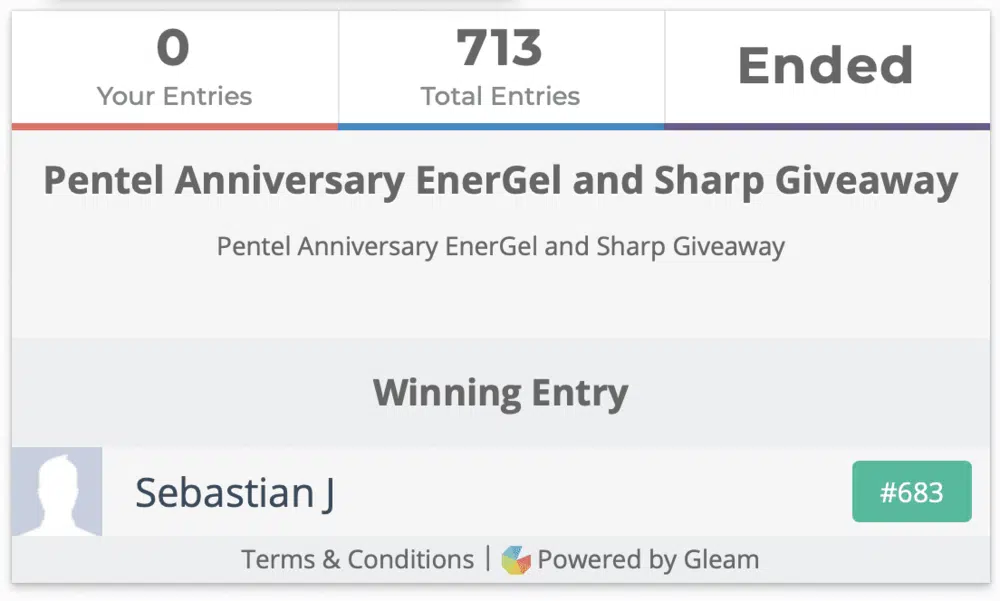 0
Your Entries
713
Total Entries
Ended
Pentel Anniversary EnerGel and Sharp Giveaway
Pentel Anniversary EnerGel and Sharp Giveaway
Winning Entry
Sebastian J
#683
Terms & Conditions | Powered by Gleam